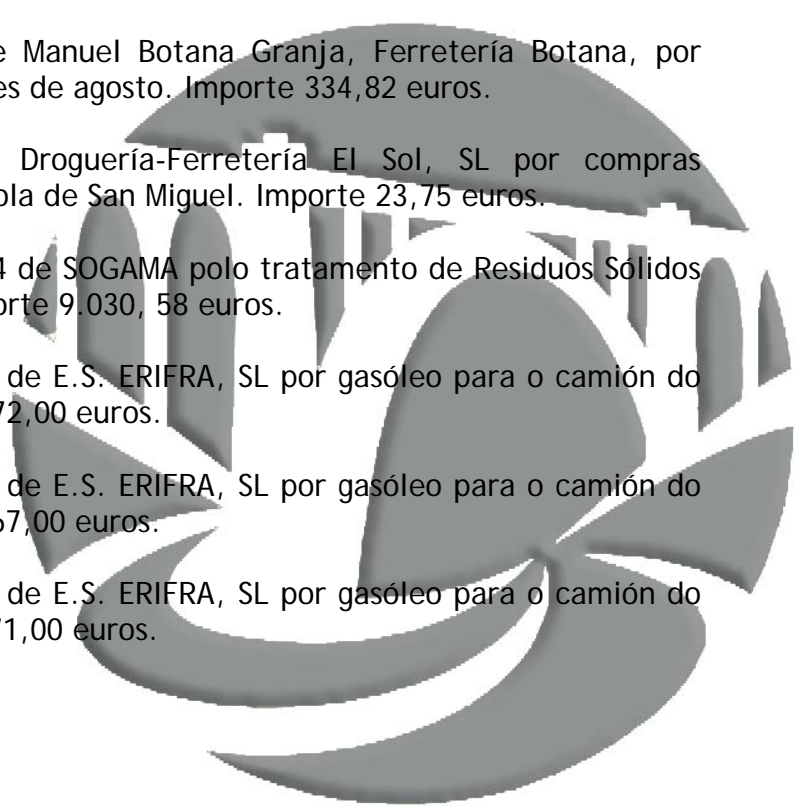 e Manuel Botana Granja, Ferretería Botana, por
es de agosto. Importe 334,82 euros.
Droguería-Ferretería El Sol, SL por compras
ola de San Miguel. Importe 23,75 euros.
4 de SOGAMA polo tratamento de Residuos Sólidos
orte 9.030, 58 euros.
de E.S. ERIFRA, SL por gasóleo para o camión do
72,00 euros.
de E.S. ERIFRA, SL por gasóleo para o camión do
67,00 euros.
de E.S. ERIFRA, SL por gasóleo para o camión do
71,00 euros.